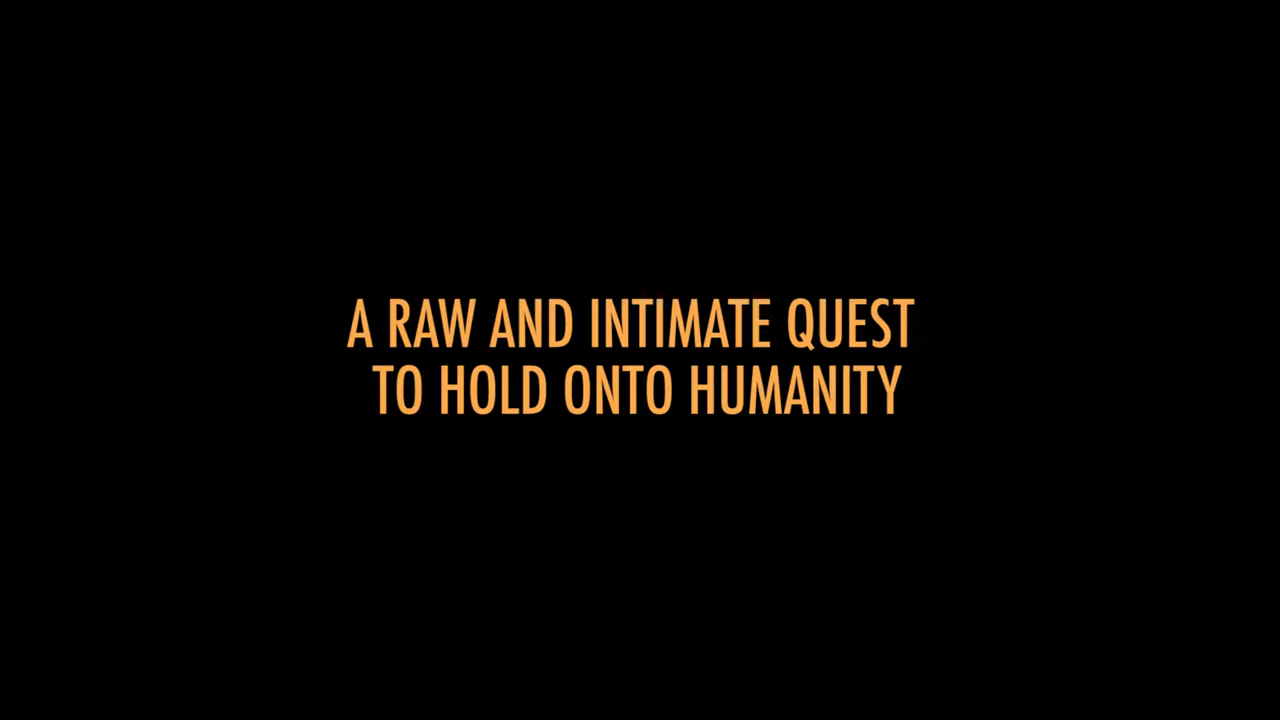 A RAW AND INTIMATE QUEST
TO HOLD ONTO HUMANITY